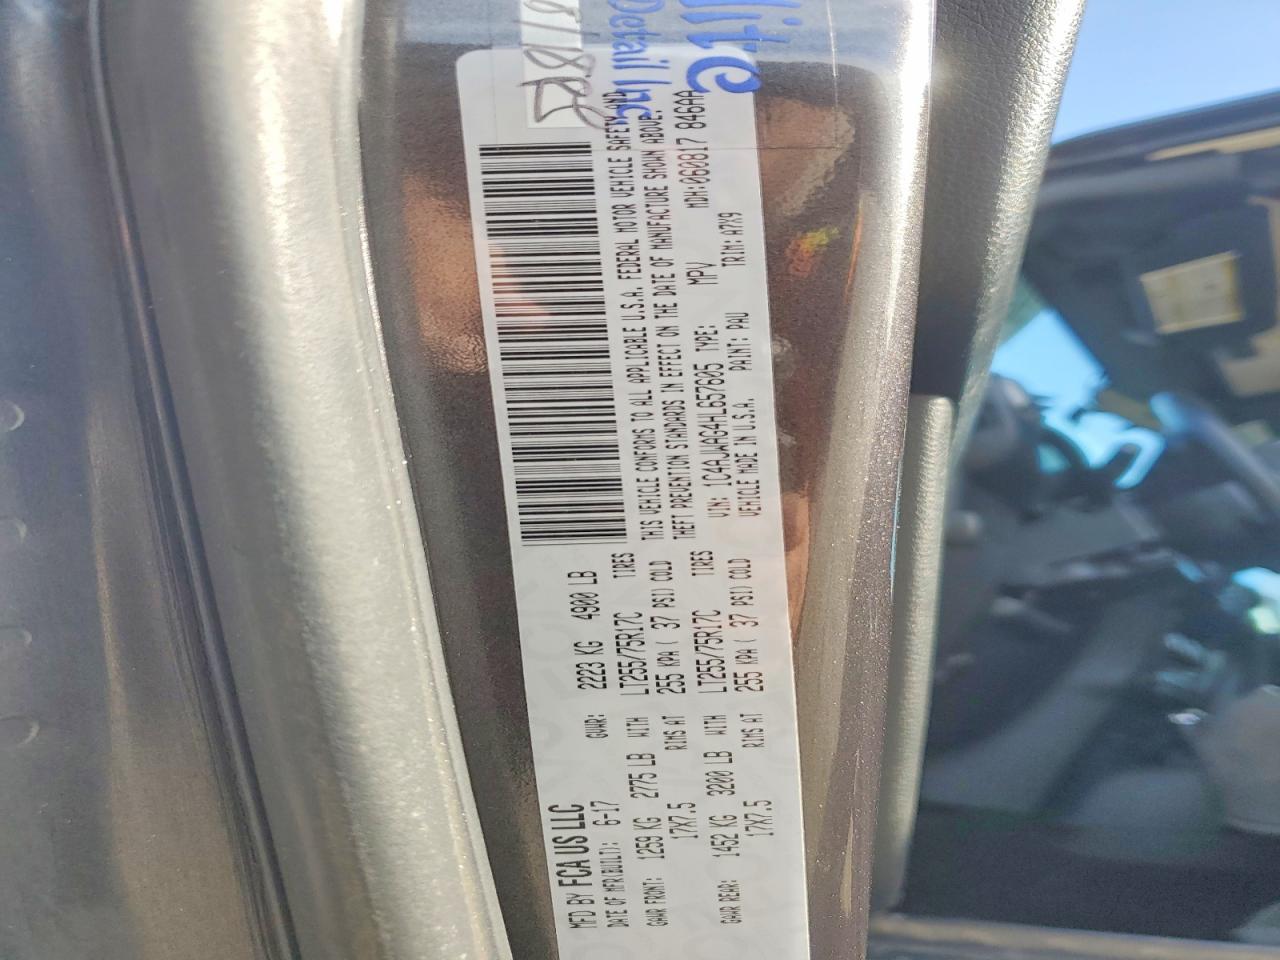 MFD BY FCA US LLC
DATE OF MFR(BUILT): 6-17 GVWR: 2223 KG 4900 LB
GAWR FRONT: 1259 KG 2775 LB WITH LT255/75R17C TIRES
17X7.5 RIMS AT 255 KPA ( 37 PSI) COLD
GAWR REAR: 1452 KG 3200 LB WITH LT255/75R17C TIRES
17X7.5 RIMS AT 255 KPA ( 37 PSI) COLD
THIS VEHICLE CONFORMS TO ALL APPLICABLE U.S.A. FEDERAL MOTOR VEHICLE SAFETY AND
THEFT PREVENTION STANDARDS IN EFFECT ON THE DATE OF MANUFACTURE SHOWN ABOVE.
VIN: 1C4AJWAG4HL657605 TYPE: MPV MDH:060817 846AA
VEHICLE MADE IN U.S.A. PAINT: PAU TRIM: A7X9
Detail Inc.